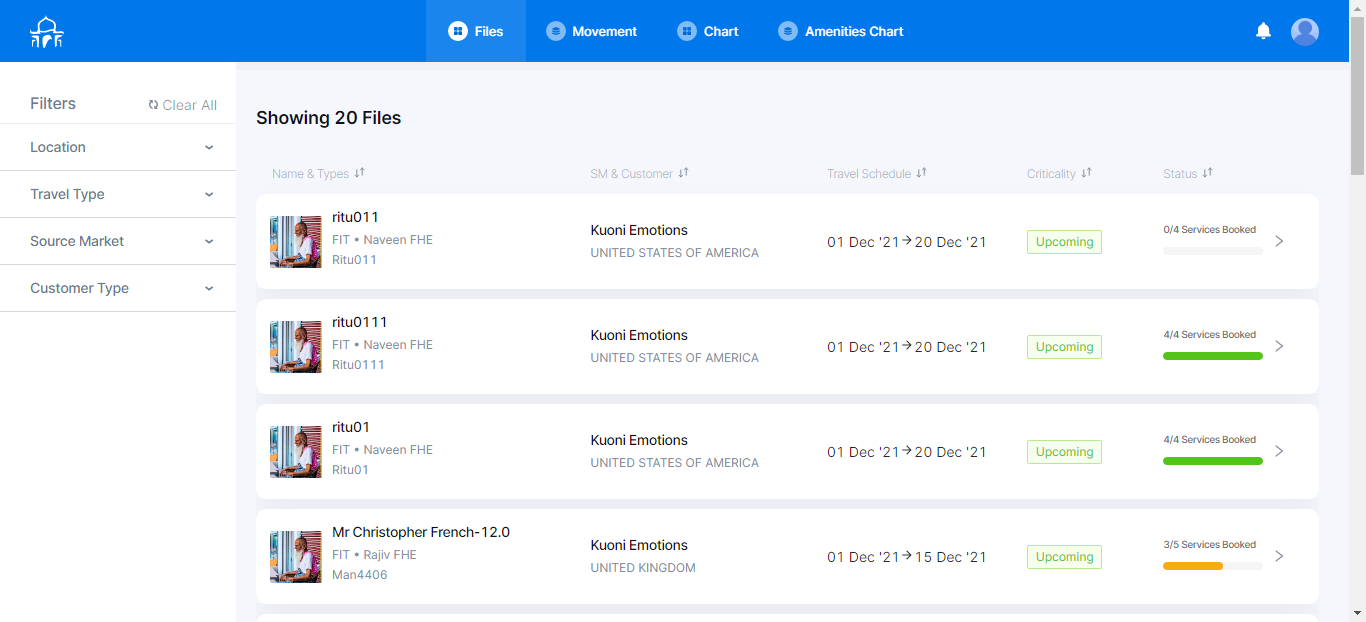 Files
Movement
Chart
Amenities Chart
Filters
Clear All
Location
Travel Type
Source Market
Customer Type
Showing 20 Files
Name & Types
SM & Customer
Travel Schedule
Criticality
Status
ritu011
FIT • Naveen FHE
Ritu011
Kuoni Emotions
UNITED STATES OF AMERICA
01 Dec '21 → 20 Dec '21
Upcoming
0/4 Services Booked
ritu0111
FIT • Naveen FHE
Ritu0111
Kuoni Emotions
UNITED STATES OF AMERICA
01 Dec '21 → 20 Dec '21
Upcoming
4/4 Services Booked
ritu01
FIT • Naveen FHE
Ritu01
Kuoni Emotions
UNITED STATES OF AMERICA
01 Dec '21 → 20 Dec '21
Upcoming
4/4 Services Booked
Mr Christopher French-12.0
FIT • Rajiv FHE
Man4406
Kuoni Emotions
UNITED KINGDOM
01 Dec '21 → 15 Dec '21
Upcoming
3/5 Services Booked